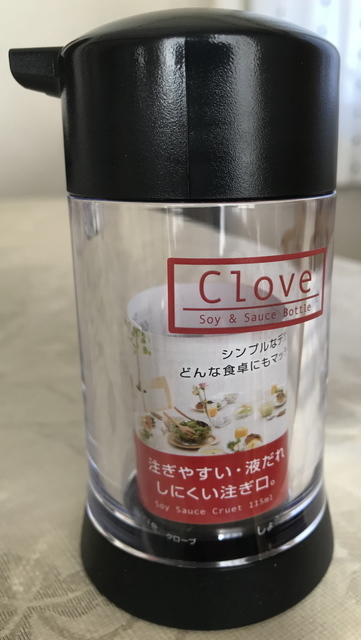 Clove
Soy & Sauce Bottle
シンプルなデ
どんな食卓にもマッ
注ぎやすい・液だれ
しにくい注ぎ口。
Soy Sauce Cruet 115ml
クローブ
しょ